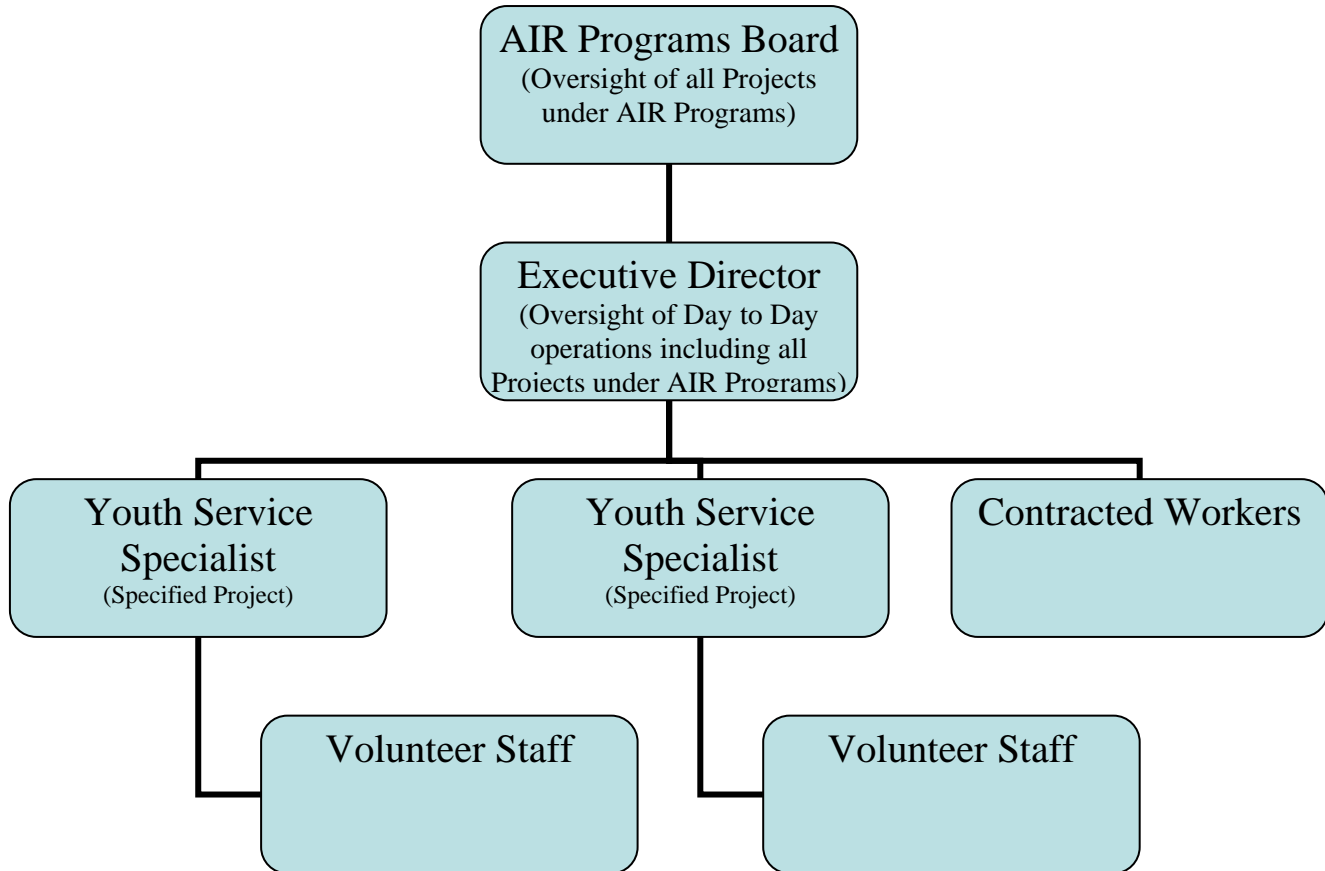 AIR Programs Board
(Oversight of all Projects
under AIR Programs)
Executive Director
(Oversight of Day to Day
operations including all
Projects under AIR Programs)
Youth Service
Specialist
(Specified Project)
Youth Service
Specialist
(Specified Project)
Contracted Workers
Volunteer Staff
Volunteer Staff